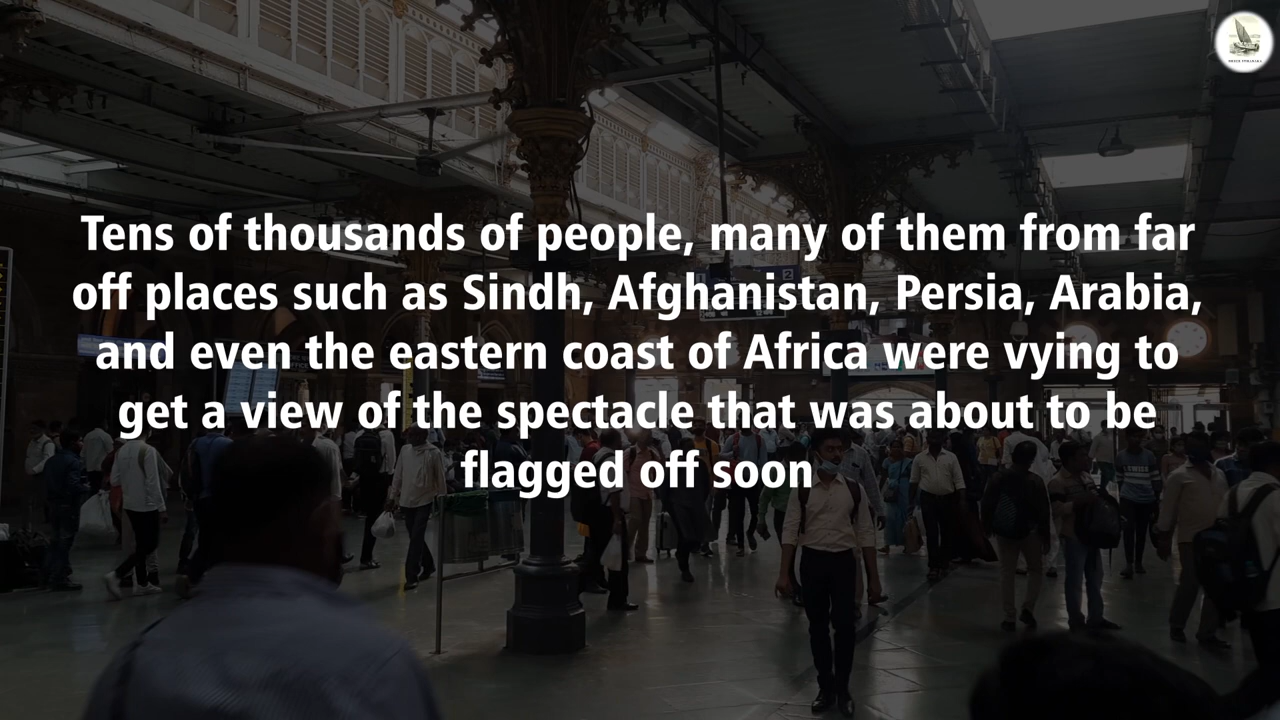 Tens of thousands of people, many of them from far
off places such as Sindh, Afghanistan, Persia, Arabia,
and even the eastern coast of Africa were vying to
get a view of the spectacle that was about to be
flagged off soon